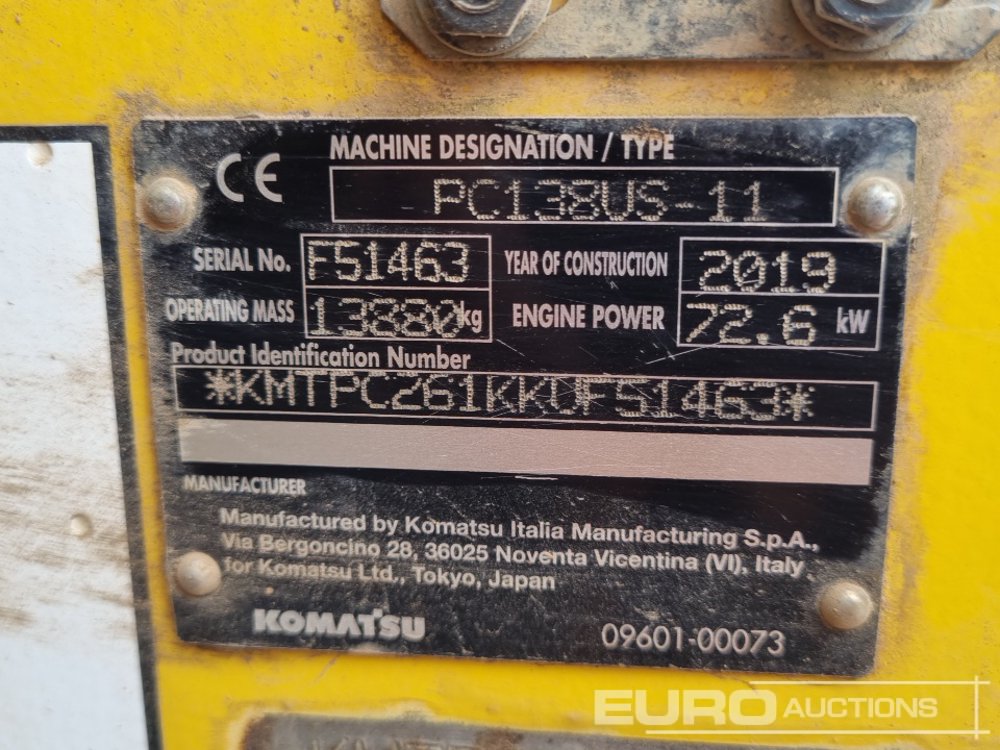 CE
MACHINE DESIGNATION / TYPE
PC138US-11
SERIAL No. F51463 YEAR OF CONSTRUCTION 2019
OPERATING MASS 13880kg ENGINE POWER 72.6 kW
Product Identification Number
*KMTPC261KKUF51463*
MANUFACTURER
Manufactured by Komatsu Italia Manufacturing S.p.A.,
Via Bergoncino 28, 36025 Noventa Vicentina (VI), Italy
for Komatsu Ltd., Tokyo, Japan
KOMATSU 09601-00073
EURO AUCTIONS